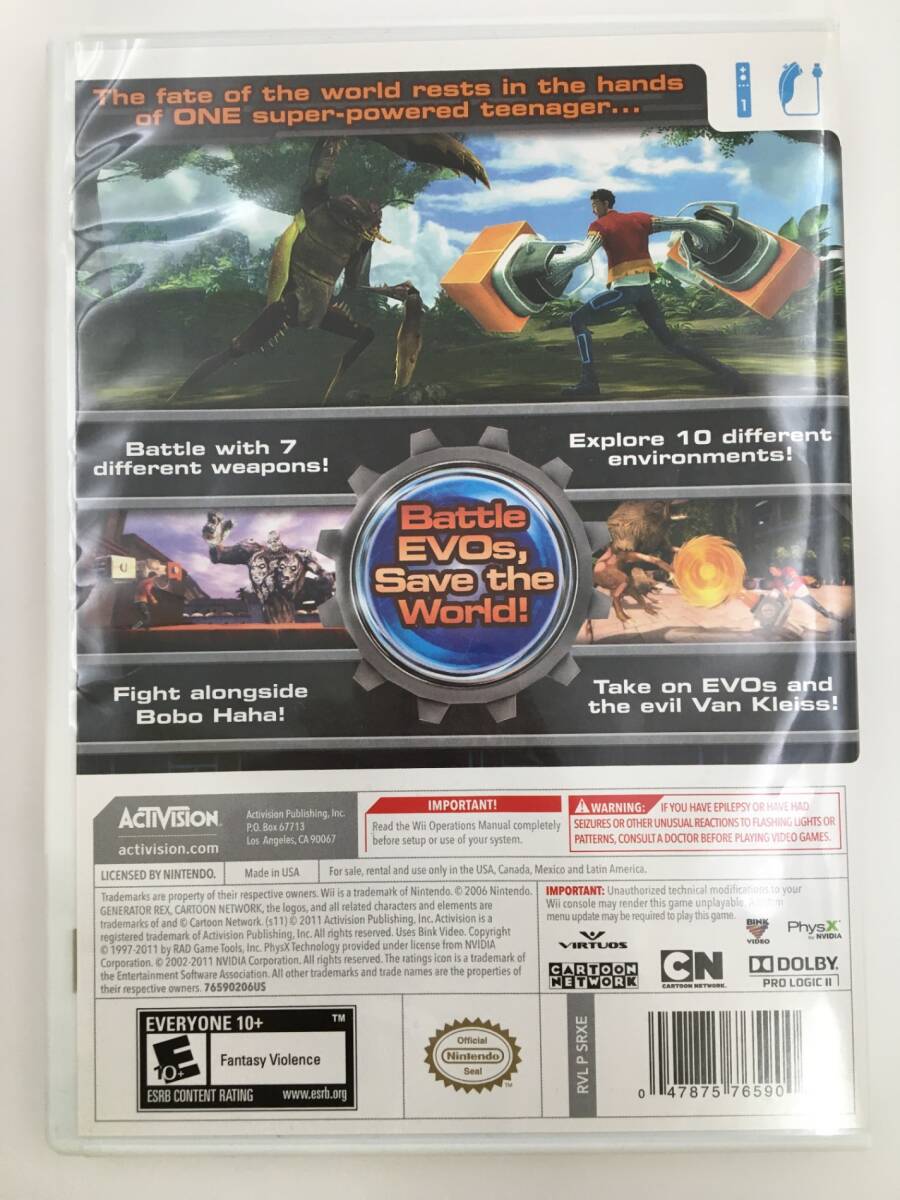 The fate of the world rests in the hands
of ONE super-powered teenager...
1
Battle with 7
different weapons!
Explore 10 different
environments!
Battle
EVOs,
Save the
World!
Fight alongside
Bobo Haha!
Take on EVOs and
the evil Van Kleiss!
ACTIVISION
activision.com
Activision Publishing, Inc.
P.O. Box 67713
Los Angeles, CA 90067
IMPORTANT!
Read the Wii Operations Manual completely
before setup or use of your system.
WARNING: IF YOU HAVE EPILEPSY OR HAVE HAD
SEIZURES OR OTHER UNUSUAL REACTIONS TO FLASHING LIGHTS OR
PATTERNS, CONSULT A DOCTOR BEFORE PLAYING VIDEO GAMES.
LICENSED BY NINTENDO.
Made in USA
For sale, rental and use only in the USA, Canada, Mexico and Latin America.
Trademarks are property of their respective owners. Wii is a trademark of Nintendo. © 2006 Nintendo.
GENERATOR REX, CARTOON NETWORK, the logos, and all related characters and elements are
trademarks of and © Cartoon Network. (s11) © 2011 Activision Publishing, Inc. Activision is a
registered trademark of Activision Publishing, Inc. All rights reserved. Uses Bink Video. Copyright
© 1997-2011 by RAD Game Tools, Inc. PhysX Technology provided under license from NVIDIA
Corporation. © 2002-2011 NVIDIA Corporation. All rights reserved. The ratings icon is a trademark of
the Entertainment Software Association. All other trademarks and trade names are the properties of
their respective owners. 76590206US
IMPORTANT: Unauthorized technical modifications to your
Wii console may render this game unplayable.
menu update may be required to play this game.
VIRTUOS
BINK
VIDEO
PhysX
by NVIDIA
CARTOON
NETWORK
CN
CARTOON NETWORK.
DOLBY.
PRO LOGIC II
EVERYONE 10+ TM
E
10+
Fantasy Violence
ESRB CONTENT RATING www.esrb.org
Official
Nintendo
Seal
TM
RVL P SRXE
0 47875 76590